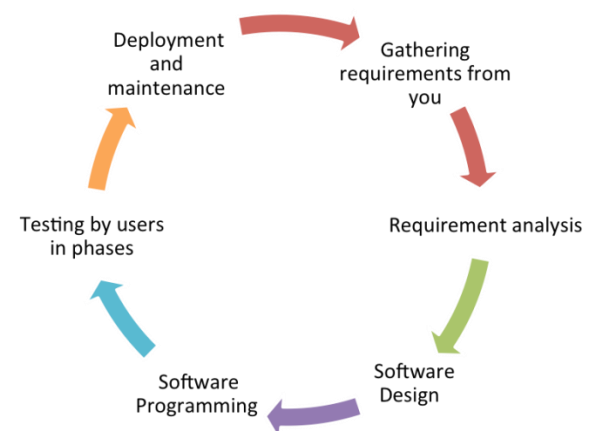 Deployment
and
maintenance
Gathering
requirements from
you
Requirement analysis
Software
Design
Software
Programming
Testing by users
in phases